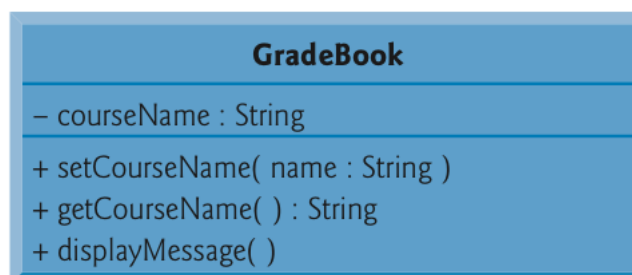 GradeBook
– courseName : String
+ setCourseName( name : String )
+ getCourseName( ) : String
+ displayMessage( )